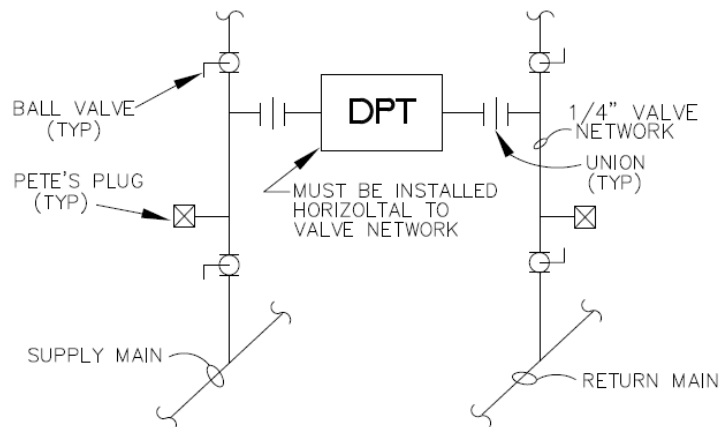 BALL VALVE
(TYP)
DPT
1/4" VALVE
NETWORK
UNION
(TYP)
PETE'S PLUG
(TYP)
MUST BE INSTALLED
HORIZOLTAL TO
VALVE NETWORK
SUPPLY MAIN
RETURN MAIN